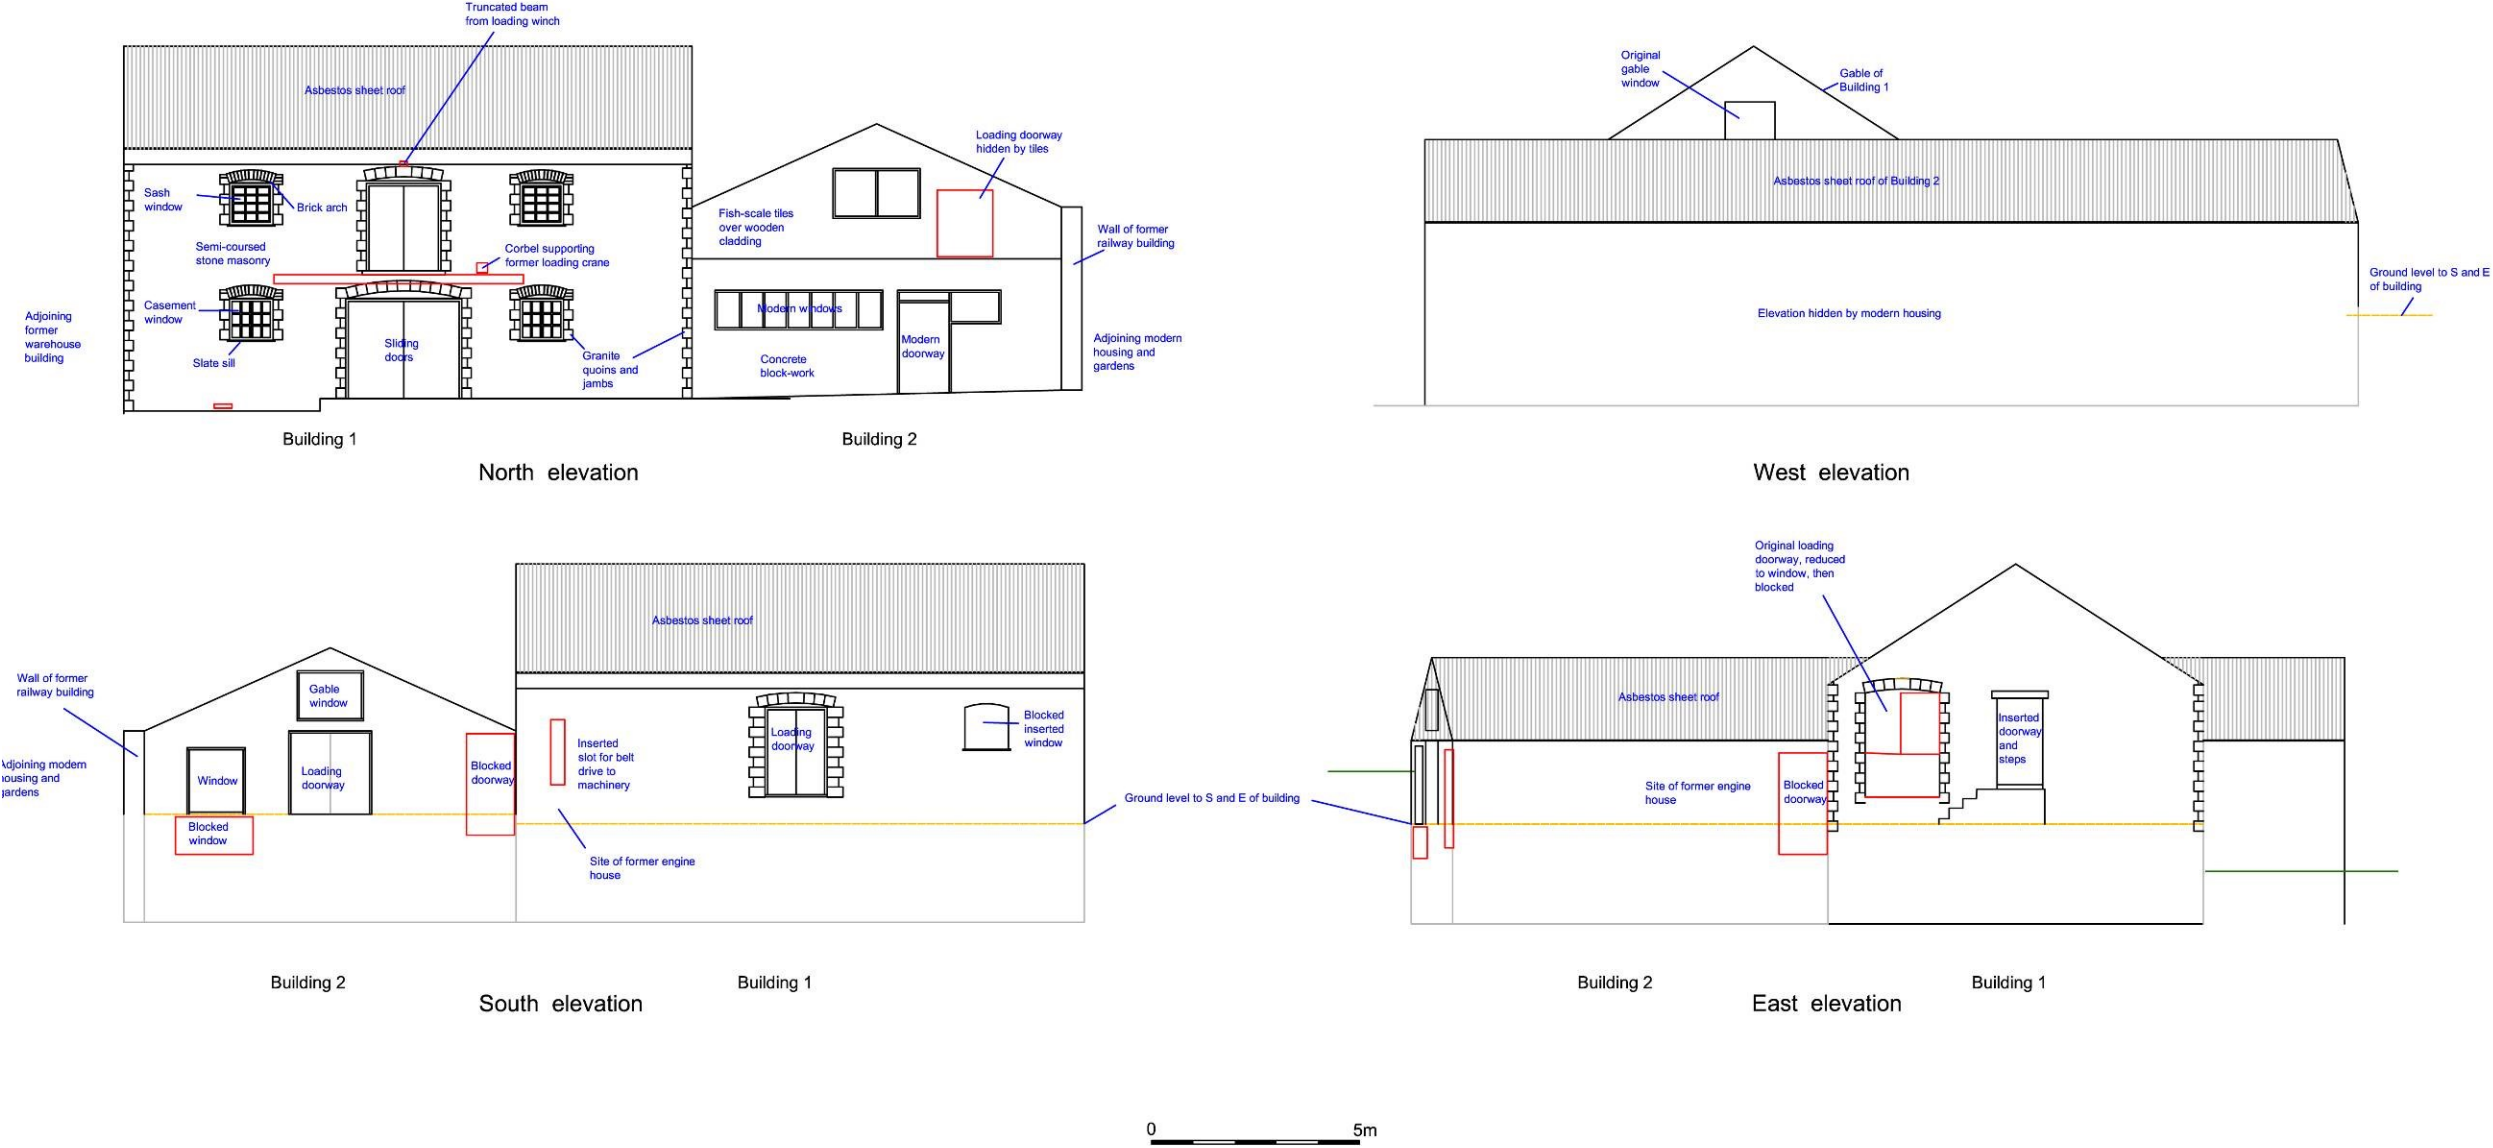 Truncated beam
from loading winch
Asbestos sheet roof
Sash
window
Brick arch
Semi-coursed
stone masonry
Corbel supporting
former loading crane
Casement
window
Slate sill
Sliding
doors
Granite
quoins and
jambs
Adjoining
former
warehouse
building
Fish-scale tiles
over wooden
cladding
Loading doorway
hidden by tiles
Wall of former
railway building
Modern windows
Modern
doorway
Concrete
block-work
Adjoining modern
housing and
gardens
Building 1
Building 2
North elevation
Original
gable
window
Gable of
Building 1
Asbestos sheet roof of Building 2
Elevation hidden by modern housing
Ground level to S and E
of building
West elevation
Wall of former
railway building
Adjoining modern
housing and
gardens
Gable
window
Window
Loading
doorway
Blocked
window
Blocked
doorway
Asbestos sheet roof
Inserted
slot for belt
drive to
machinery
Loading
doorway
Blocked
inserted
window
Site of former engine
house
Ground level to S and E of building
Building 2
Building 1
South elevation
Original loading
doorway, reduced
to window, then
blocked
Asbestos sheet roof
Site of former engine
house
Blocked
doorway
Inserted
doorway
and
steps
Building 2
Building 1
East elevation
0 5m